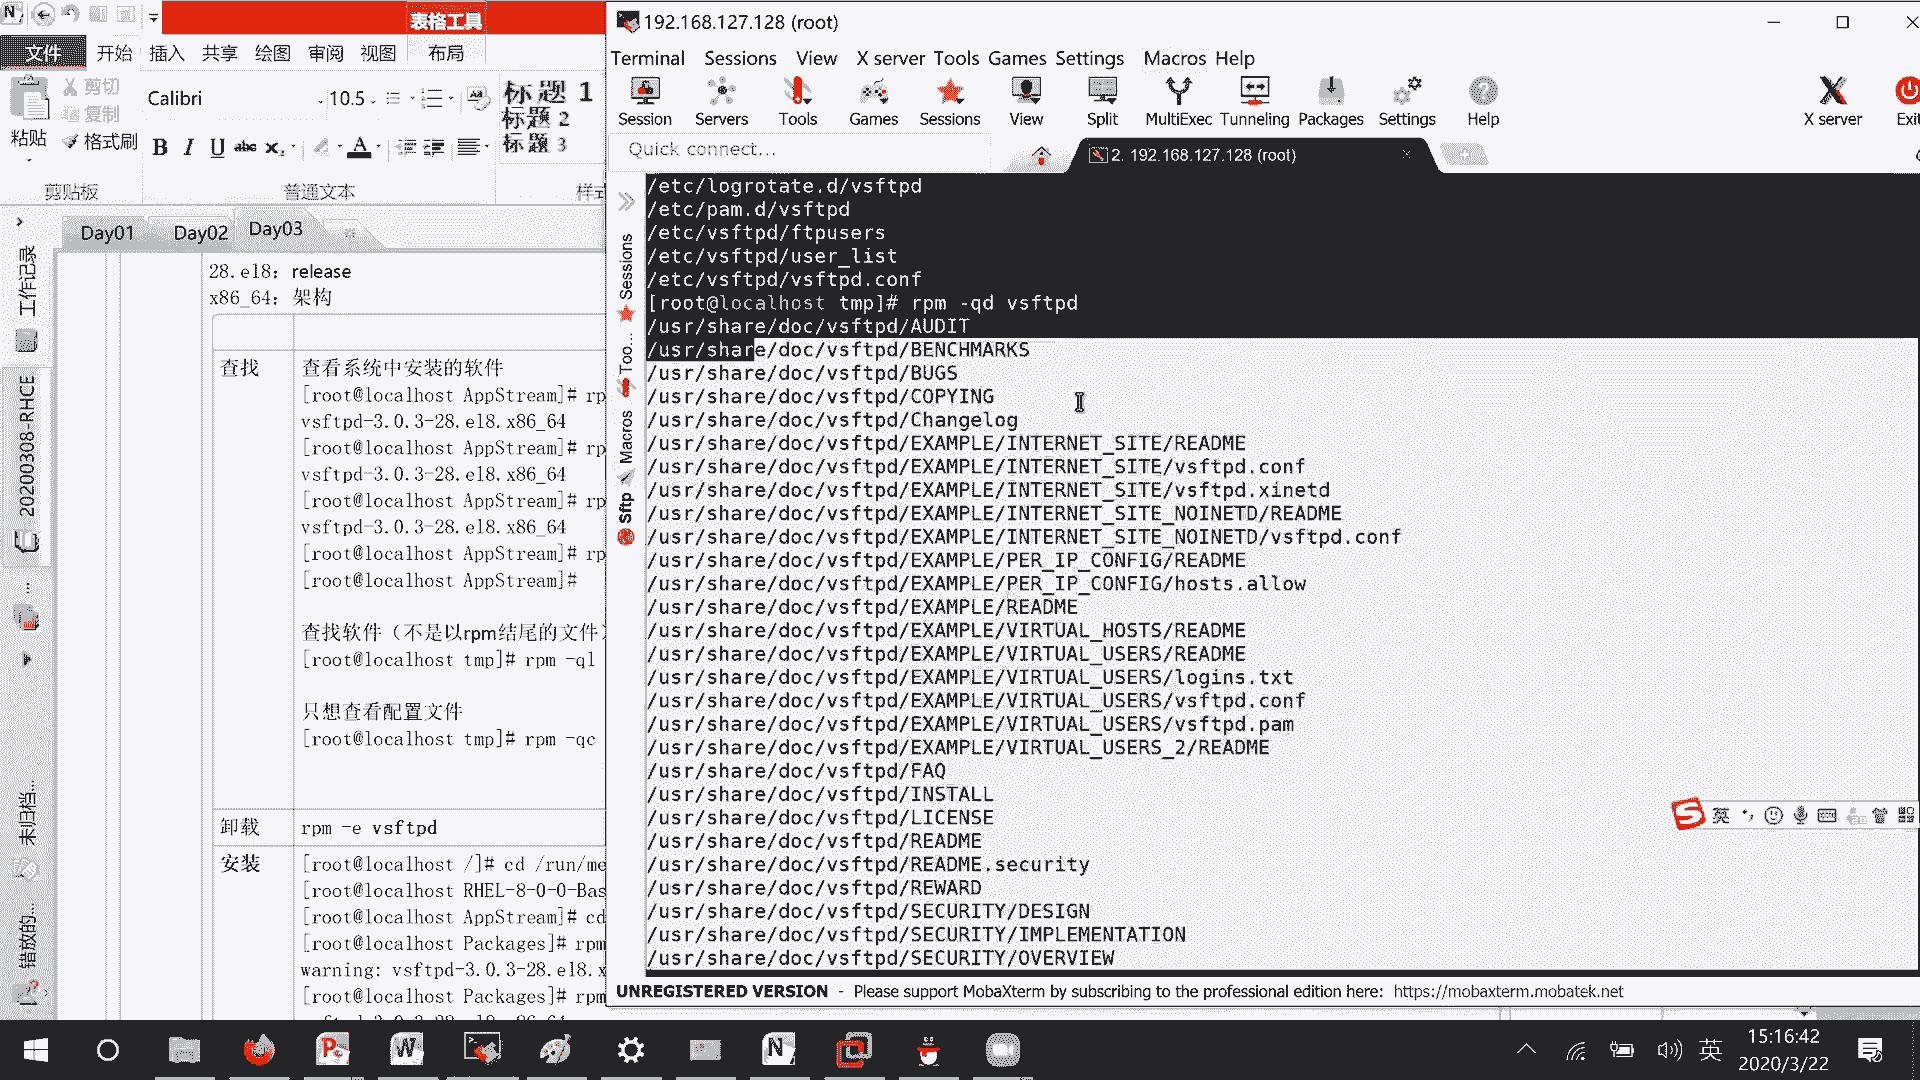 表格工具
文件 开始 插入 共享 绘图 审阅 视图 布局
粘贴 剪切 复制 格式刷
Calibri 10.5
标题 1
标题 2
标题 3
剪贴板 普通文本 样式
Day01 Day02 Day03
工作记录
20200308-RHCE
未归档...
错放的...
28.el8：release
x86_64：架构
查找 查看系统中安装的软件
[root@localhost AppStream]# rp
vsftpd-3.0.3-28.el8.x86_64
[root@localhost AppStream]# rp
vsftpd-3.0.3-28.el8.x86_64
[root@localhost AppStream]# rp
vsftpd-3.0.3-28.el8.x86_64
[root@localhost AppStream]# rp
[root@localhost AppStream]#
查找软件（不是以rpm结尾的文件）
[root@localhost tmp]# rpm -ql
只想查看配置文件
[root@localhost tmp]# rpm -qc
卸载 rpm -e vsftpd
安装 [root@localhost /]# cd /run/me
[root@localhost RHEL-8-0-0-Bas
[root@localhost AppStream]# cd
[root@localhost Packages]# rpm
warning: vsftpd-3.0.3-28.el8.x
[root@localhost Packages]# rpm
192.168.127.128 (root)
Terminal Sessions View X server Tools Games Settings Macros Help
Session Servers Tools Games Sessions View Split MultiExec Tunneling Packages Settings Help X server Exit
Quick connect...
2. 192.168.127.128 (root)
Sessions
Too...
Macros
Sftp
/etc/logrotate.d/vsftpd
/etc/pam.d/vsftpd
/etc/vsftpd/ftpusers
/etc/vsftpd/user_list
/etc/vsftpd/vsftpd.conf
[root@localhost tmp]# rpm -qd vsftpd
/usr/share/doc/vsftpd/AUDIT
/usr/share/doc/vsftpd/BENCHMARKS
/usr/share/doc/vsftpd/BUGS
/usr/share/doc/vsftpd/COPYING
/usr/share/doc/vsftpd/Changelog
/usr/share/doc/vsftpd/EXAMPLE/INTERNET_SITE/README
/usr/share/doc/vsftpd/EXAMPLE/INTERNET_SITE/vsftpd.conf
/usr/share/doc/vsftpd/EXAMPLE/INTERNET_SITE/vsftpd.xinetd
/usr/share/doc/vsftpd/EXAMPLE/INTERNET_SITE_NOINETD/README
/usr/share/doc/vsftpd/EXAMPLE/INTERNET_SITE_NOINETD/vsftpd.conf
/usr/share/doc/vsftpd/EXAMPLE/PER_IP_CONFIG/README
/usr/share/doc/vsftpd/EXAMPLE/PER_IP_CONFIG/hosts.allow
/usr/share/doc/vsftpd/EXAMPLE/README
/usr/share/doc/vsftpd/EXAMPLE/VIRTUAL_HOSTS/README
/usr/share/doc/vsftpd/EXAMPLE/VIRTUAL_USERS/README
/usr/share/doc/vsftpd/EXAMPLE/VIRTUAL_USERS/logins.txt
/usr/share/doc/vsftpd/EXAMPLE/VIRTUAL_USERS/vsftpd.conf
/usr/share/doc/vsftpd/EXAMPLE/VIRTUAL_USERS/vsftpd.pam
/usr/share/doc/vsftpd/EXAMPLE/VIRTUAL_USERS_2/README
/usr/share/doc/vsftpd/FAQ
/usr/share/doc/vsftpd/INSTALL
/usr/share/doc/vsftpd/LICENSE
/usr/share/doc/vsftpd/README
/usr/share/doc/vsftpd/README.security
/usr/share/doc/vsftpd/REWARD
/usr/share/doc/vsftpd/SECURITY/DESIGN
/usr/share/doc/vsftpd/SECURITY/IMPLEMENTATION
/usr/share/doc/vsftpd/SECURITY/OVERVIEW
UNREGISTERED VERSION - Please support MobaXterm by subscribing to the professional edition here: https://mobaxterm.mobatek.net
英
英 15:16:42
2020/3/22